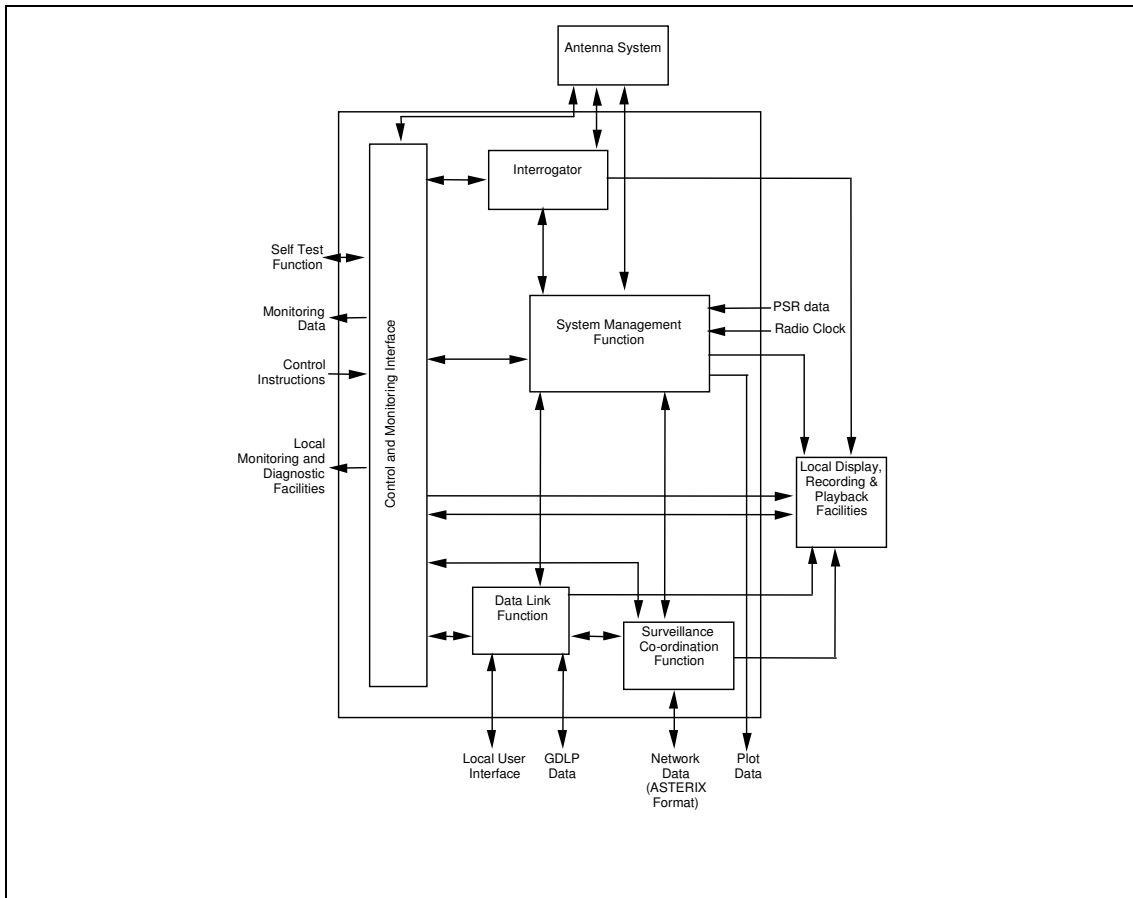 Antenna System
Interrogator
Self Test
Function
Monitoring
Data
Control
Instructions
Local
Monitoring and
Diagnostic
Facilities
Control and Monitoring Interface
System Management
Function
PSR data
Radio Clock
Local Display,
Recording &
Playback
Facilities
Data Link
Function
Surveillance
Co-ordination
Function
Local User
Interface
GDLP
Data
Network
Data
(ASTERIX
Format)
Plot
Data